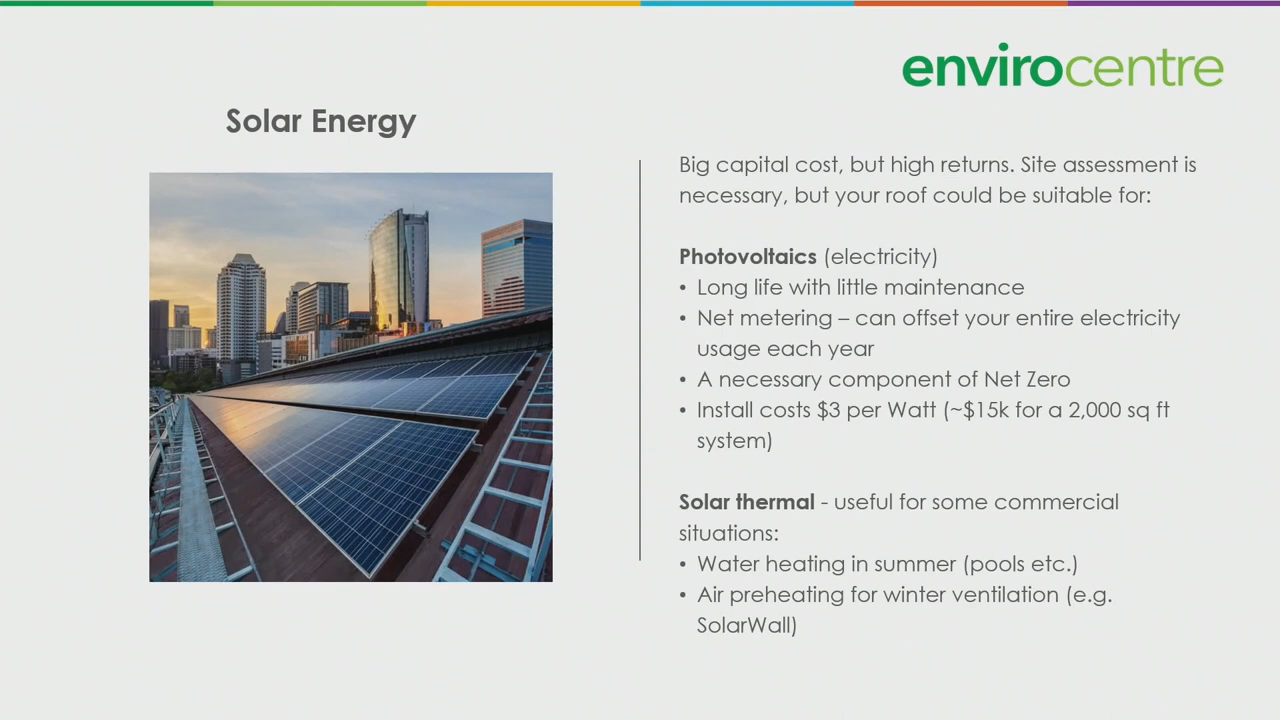 envirocentre
Solar Energy
Big capital cost, but high returns. Site assessment is
necessary, but your roof could be suitable for:
Photovoltaics (electricity)
• Long life with little maintenance
• Net metering – can offset your entire electricity
usage each year
• A necessary component of Net Zero
• Install costs $3 per Watt (~$15k for a 2,000 sq ft
system)
Solar thermal - useful for some commercial
situations:
• Water heating in summer (pools etc.)
• Air preheating for winter ventilation (e.g.
SolarWall)